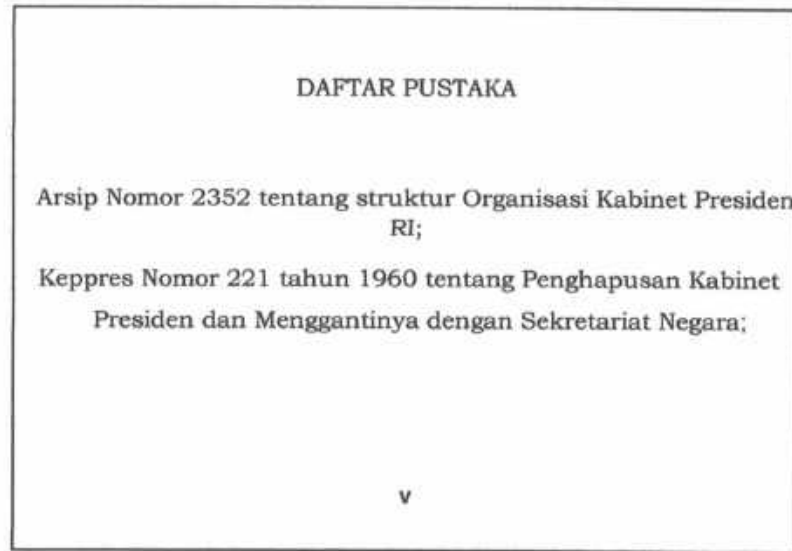 DAFTAR PUSTAKA
Arsip Nomor 2352 tentang struktur Organisasi Kabinet Presiden
RI;
Keppres Nomor 221 tahun 1960 tentang Penghapusan Kabinet
Presiden dan Menggantinya dengan Sekretariat Negara;
v